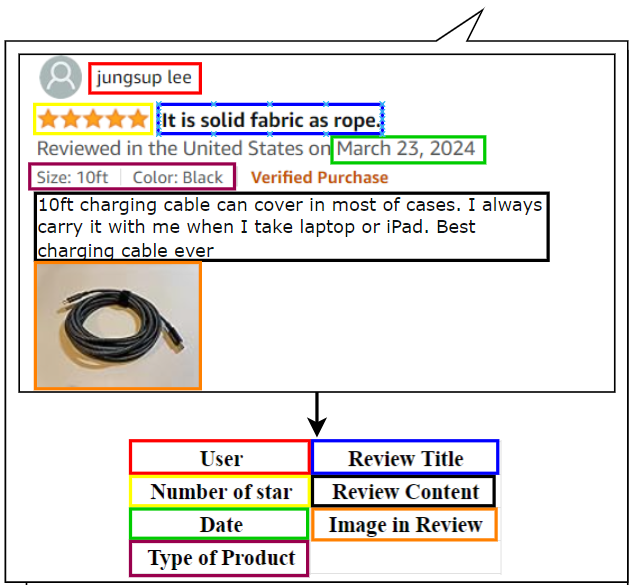 jungsup lee
It is solid fabric as rope.
Reviewed in the United States on March 23, 2024
Size: 10ft Color: Black Verified Purchase
10ft charging cable can cover in most of cases. I always
carry it with me when I take laptop or iPad. Best
charging cable ever
User Review Title
Number of star Review Content
Date Image in Review
Type of Product